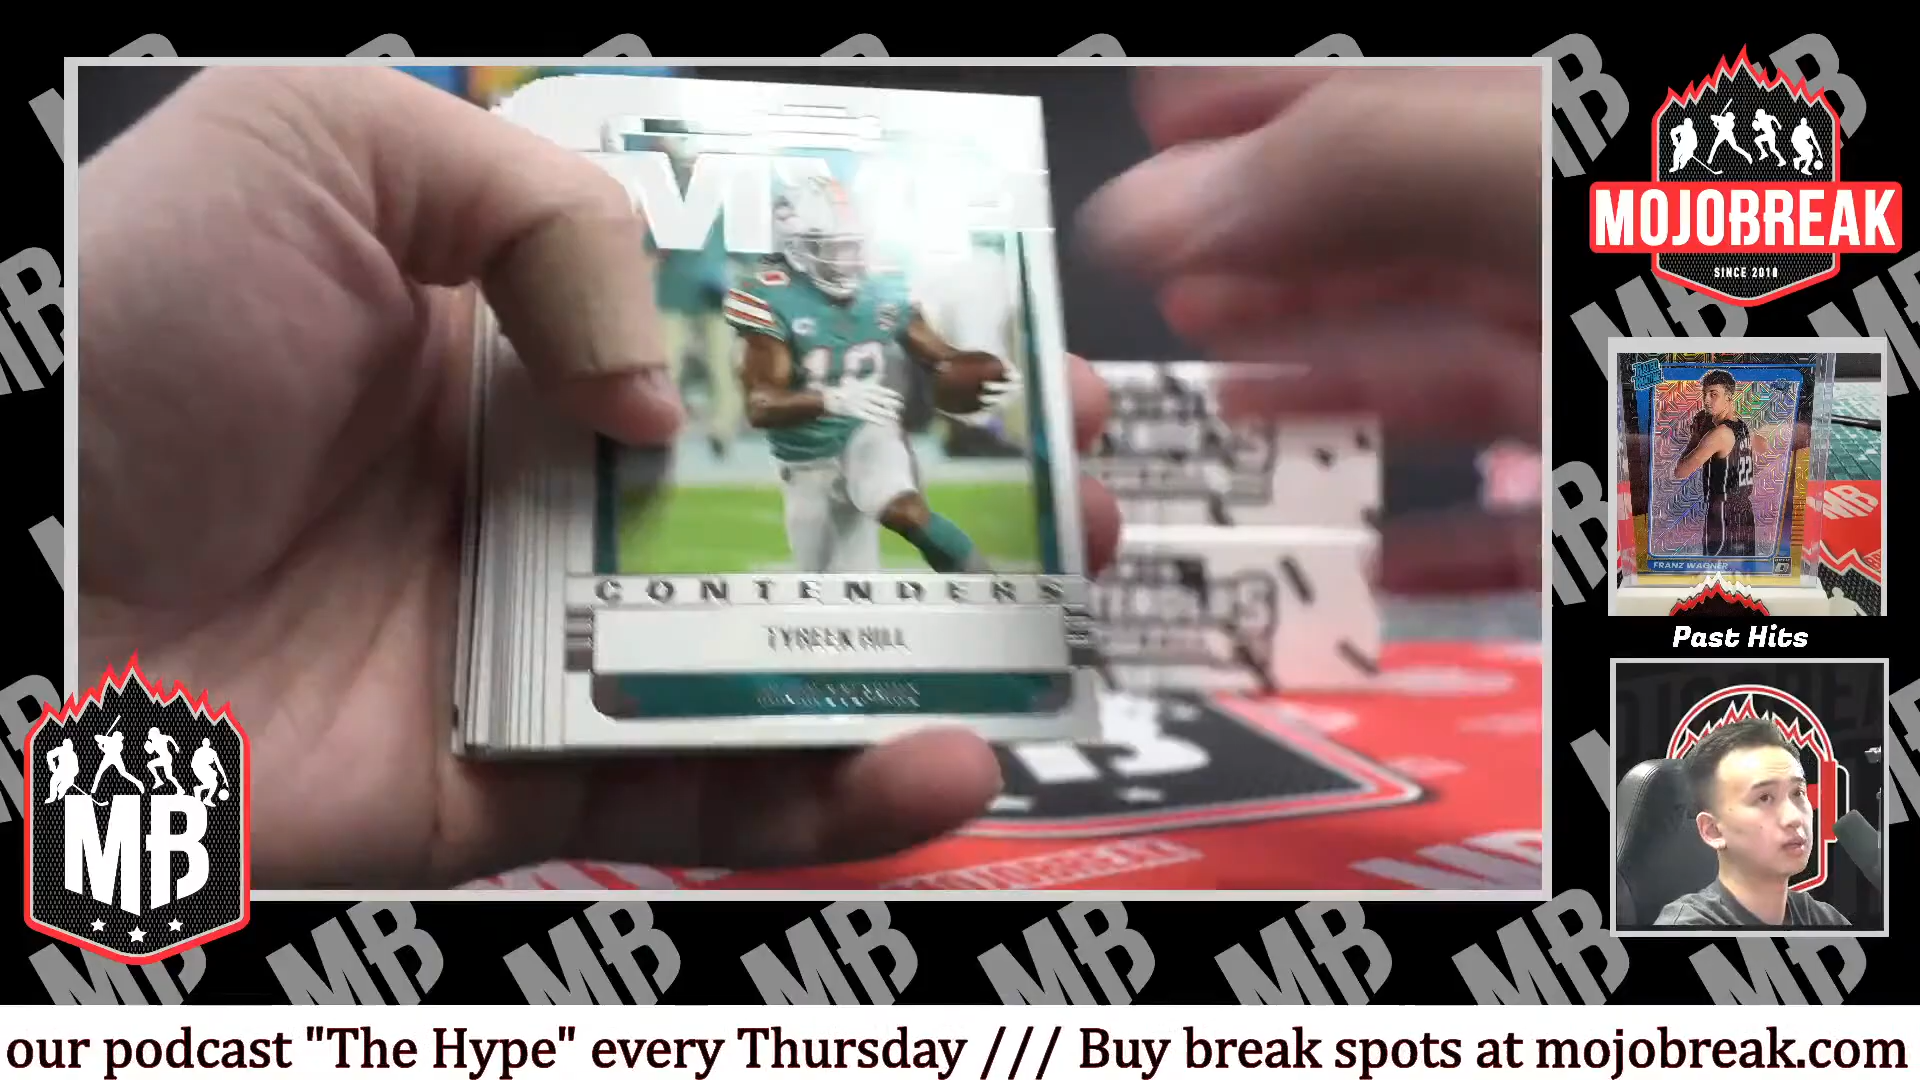 MVP
CONTENDERS
TYREEK HILL
MOJOBREAK
SINCE 2018
22
FRANZ WAGNER
Past Hits
MB
our podcast "The Hype" every Thursday /// Buy break spots at mojobreak.com